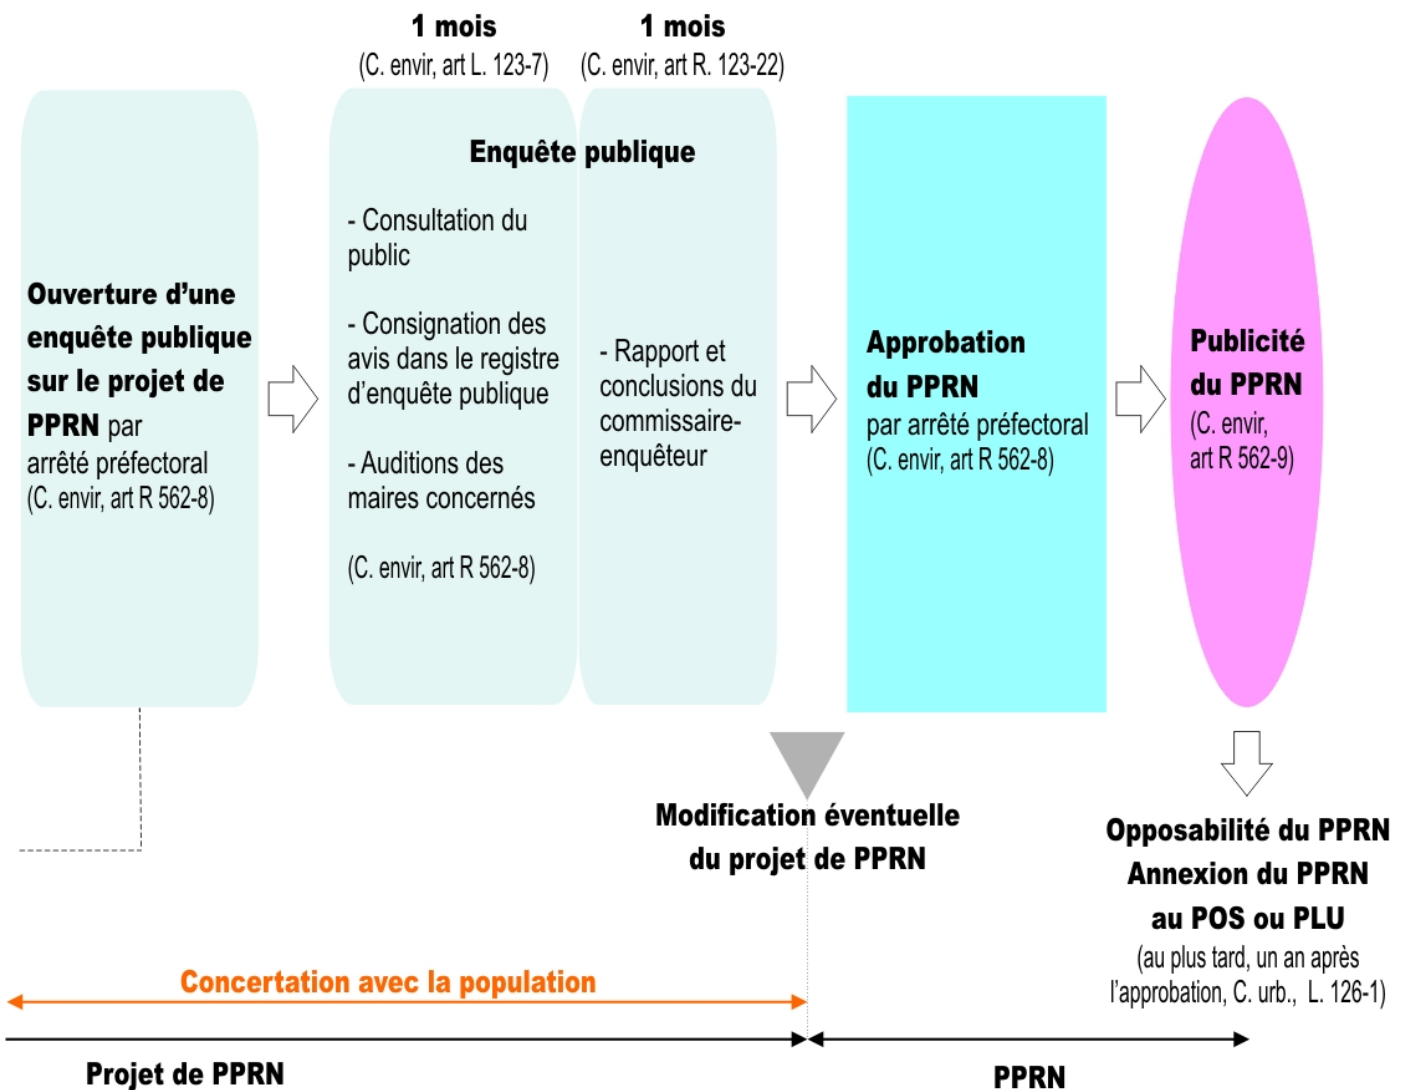 1 mois
(C. envir, art L. 123-7)
1 mois
(C. envir, art R. 123-22)
Ouverture d’une
enquête publique
sur le projet de
PPRN par
arrêté préfectoral
(C. envir, art R 562-8)
Enquête publique
- Consultation du
public
- Consignation des
avis dans le registre
d’enquête publique
- Auditions des
maires concernés
(C. envir, art R 562-8)
- Rapport et
conclusions du
commissaire-
enquêteur
Approbation
du PPRN
par arrêté préfectoral
(C. envir, art R 562-8)
Publicité
du PPRN
(C. envir,
art R 562-9)
Modification éventuelle
du projet de PPRN
Opposabilité du PPRN
Annexion du PPRN
au POS ou PLU
(au plus tard, un an après
l’approbation, C. urb., L. 126-1)
Concertation avec la population
Projet de PPRN
PPRN